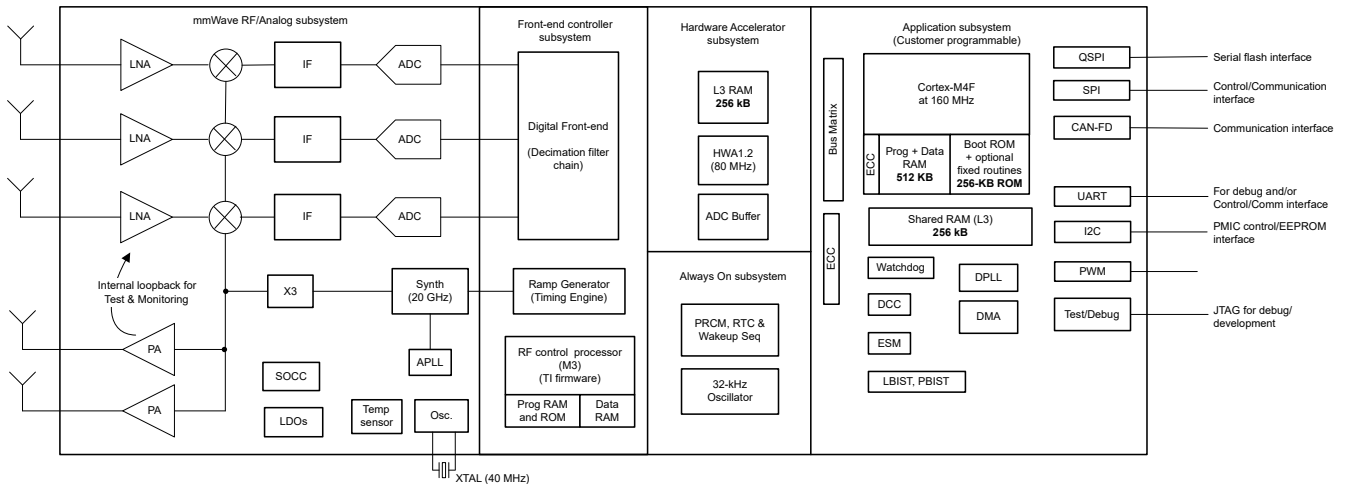 mmWave RF/Analog subsystem
LNA
IF
ADC
LNA
IF
ADC
LNA
IF
ADC
Internal loopback for
Test & Monitoring
X3
Synth
(20 GHz)
PA
APLL
SOCC
PA
LDOs
Temp
sensor
Osc.
XTAL (40 MHz)
Front-end controller
subsystem
Digital Front-end
(Decimation filter
chain)
Ramp Generator
(Timing Engine)
RF control processor
(M3)
(TI firmware)
Prog RAM
and ROM
Data
RAM
Hardware Accelerator
subsystem
L3 RAM
256 kB
HWA1.2
(80 MHz)
ADC Buffer
Always On subsystem
PRCM, RTC &
Wakeup Seq
32-kHz
Oscillator
Application subsystem
(Customer programmable)
Bus Matrix
Cortex-M4F
at 160 MHz
ECC
Prog + Data
RAM
512 KB
Boot ROM
+ optional
fixed routines
256-KB ROM
ECC
Shared RAM (L3)
256 kB
Watchdog
DPLL
DCC
DMA
ESM
LBIST, PBIST
QSPI
Serial flash interface
SPI
Control/Communication
interface
CAN-FD
Communication interface
UART
For debug and/or
Control/Comm interface
I2C
PMIC control/EEPROM
interface
PWM
Test/Debug
JTAG for debug/
development